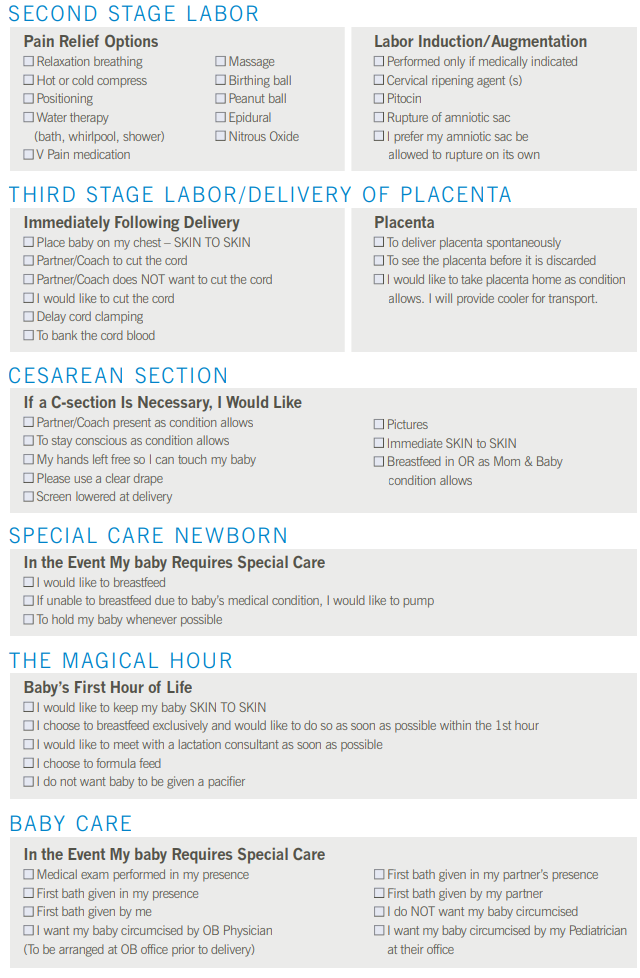 SECOND STAGE LABOR
Pain Relief Options
Relaxation breathing
Hot or cold compress
Positioning
Water therapy
(bath, whirlpool, shower)
V Pain medication
Massage
Birthing ball
Peanut ball
Epidural
Nitrous Oxide
Labor Induction/Augmentation
Performed only if medically indicated
Cervical ripening agent (s)
Pitocin
Rupture of amniotic sac
I prefer my amniotic sac be
allowed to rupture on its own
THIRD STAGE LABOR/DELIVERY OF PLACENTA
Immediately Following Delivery
Place baby on my chest – SKIN TO SKIN
Partner/Coach to cut the cord
Partner/Coach does NOT want to cut the cord
I would like to cut the cord
Delay cord clamping
To bank the cord blood
Placenta
To deliver placenta spontaneously
To see the placenta before it is discarded
I would like to take placenta home as condition
allows. I will provide cooler for transport.
CESAREAN SECTION
If a C-section Is Necessary, I Would Like
Partner/Coach present as condition allows
To stay conscious as condition allows
My hands left free so I can touch my baby
Please use a clear drape
Screen lowered at delivery
Pictures
Immediate SKIN to SKIN
Breastfeed in OR as Mom & Baby
condition allows
SPECIAL CARE NEWBORN
In the Event My baby Requires Special Care
I would like to breastfeed
If unable to breastfeed due to baby's medical condition, I would like to pump
To hold my baby whenever possible
THE MAGICAL HOUR
Baby's First Hour of Life
I would like to keep my baby SKIN TO SKIN
I choose to breastfeed exclusively and would like to do so as soon as possible within the 1st hour
I would like to meet with a lactation consultant as soon as possible
I choose to formula feed
I do not want baby to be given a pacifier
BABY CARE
In the Event My baby Requires Special Care
Medical exam performed in my presence
First bath given in my presence
First bath given by me
I want my baby circumcised by OB Physician
(To be arranged at OB office prior to delivery)
First bath given in my partner's presence
First bath given by my partner
I do NOT want my baby circumcised
I want my baby circumcised by my Pediatrician
at their office